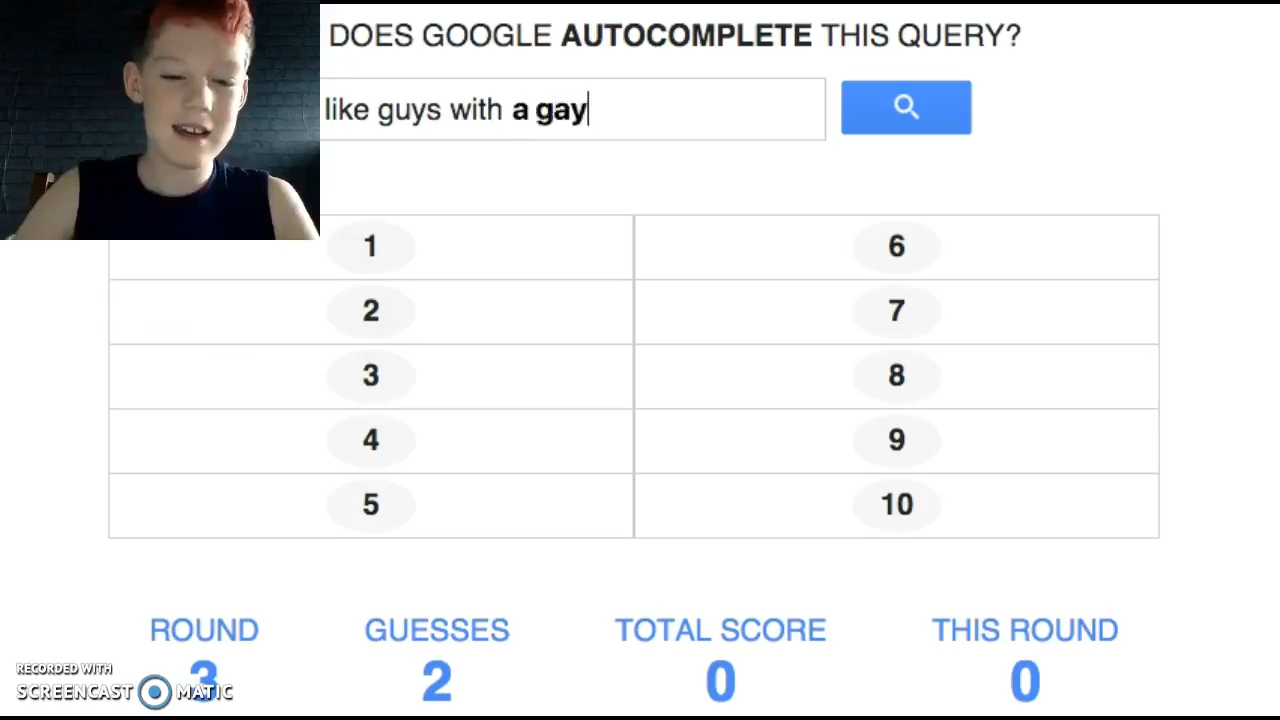 DOES GOOGLE AUTOCOMPLETE THIS QUERY?
like guys with a gay
1 6
2 7
3 8
4 9
5 10
ROUND GUESSES TOTAL SCORE THIS ROUND
3 2 0 0
RECORDED WITH
SCREENCAST MATIC